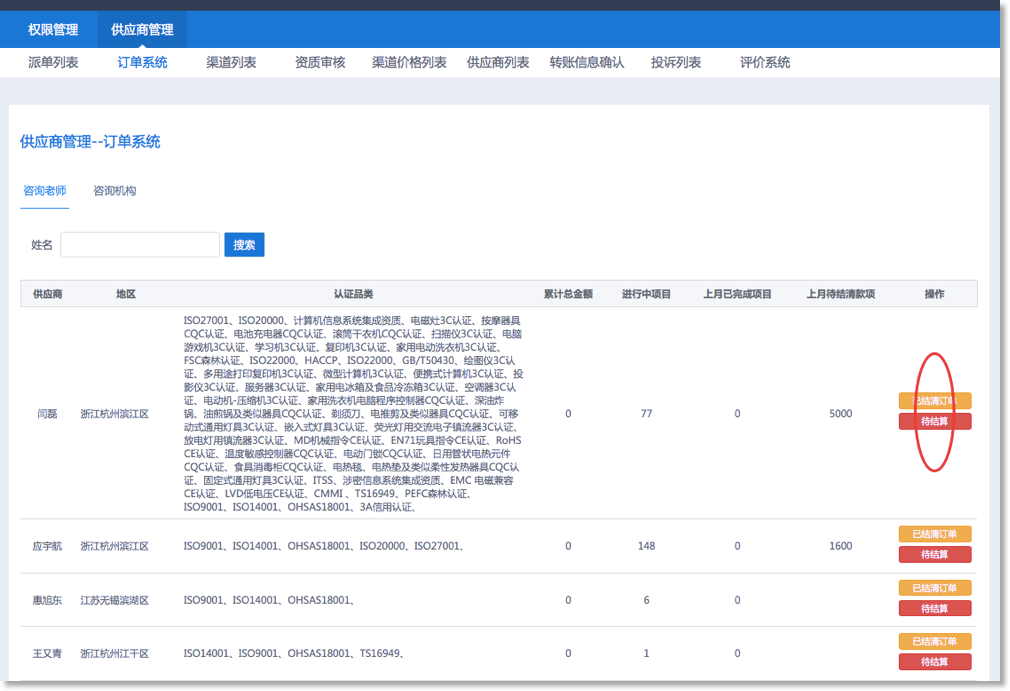 权限管理 供应商管理
派单列表 订单系统 渠道列表 资质审核 渠道价格列表 供应商列表 转账信息确认 投诉列表 评价系统
供应商管理--订单系统
咨询老师 咨询机构
姓名 搜索
供应商 地区 认证品类 累计总金额 进行中项目 上月已完成项目 上月待结清款项 操作
ISO27001、ISO20000、计算机信息系统集成资质、电磁灶3C认证、按摩器具
CQC认证、电池充电器CQC认证、滚筒干衣机CQC认证、扫描仪3C认证、电脑
游戏机3C认证、学习机3C认证、复印机3C认证、家用电动洗衣机3C认证、
FSC森林认证、ISO22000、HACCP、ISO22000、GB/T50430、绘图仪3C认
证、多用途打印复印机3C认证、微型计算机3C认证、便携式计算机3C认证、投
影仪3C认证、服务器3C认证、家用电冰箱及食品冷冻箱3C认证、空调器3C认
证、电动机-压缩机3C认证、家用洗衣机电脑程序控制器CQC认证、深油炸
锅、油煎锅及类似器具CQC认证、剃须刀、电推剪及类似器具CQC认证、可移
动式通用灯具3C认证、嵌入式灯具3C认证、荧光灯用交流电子镇流器3C认证、
放电灯用镇流器3C认证、MD机械指令CE认证、EN71玩具指令CE认证、RoHS
CE认证、温度敏感控制器CQC认证、电动门锁CQC认证、日用管状电热元件
CQC认证、食具消毒柜CQC认证、电热毯、电热垫及类似柔性发热器具CQC认
证、固定式通用灯具3C认证、ITSS、涉密信息系统集成资质、EMC 电磁兼容
CE认证、LVD低电压CE认证、CMMI 、TS16949、PEFC森林认证、
ISO9001、ISO14001、OHSAS18001、3A信用认证、
闫磊 浙江杭州滨江区 0 77 0 5000 已结清订单
待结算
应宇航 浙江杭州滨江区 ISO9001、ISO14001、OHSAS18001、ISO20000、ISO27001、 0 148 0 1600 已结清订单
待结算
惠旭东 江苏无锡滨湖区 ISO9001、ISO14001、OHSAS18001、 0 6 0 已结清订单
待结算
王又青 浙江杭州江干区 ISO14001、ISO9001、OHSAS18001、TS16949、 0 1 0 已结清订单
待结算